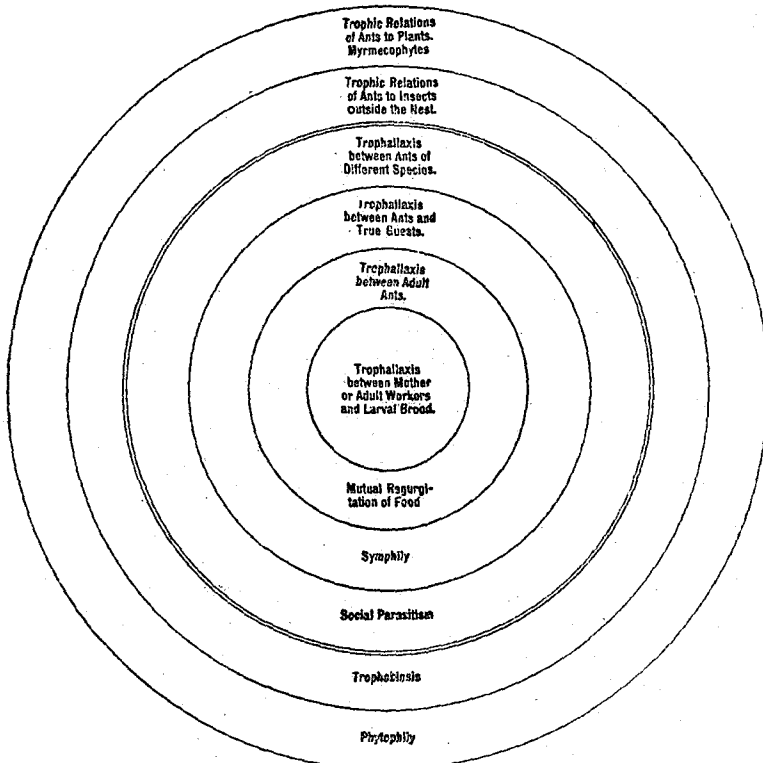 Trophic Relations
of Ants to Plants.
Myrmecophytes
Trophic Relations
of Ants to Insects
outside the Nest.
Trophallaxis
between Ants of
Different Species.
Trophallaxis
between Ants and
True Guests.
Trophallaxis
between Adult
Ants.
Trophallaxis
between Mother
or Adult Workers
and Larval Brood.
Mutual Regurgi-
tation of Food
Symphily
Social Parasitism
Trophobiosis
Phytophily